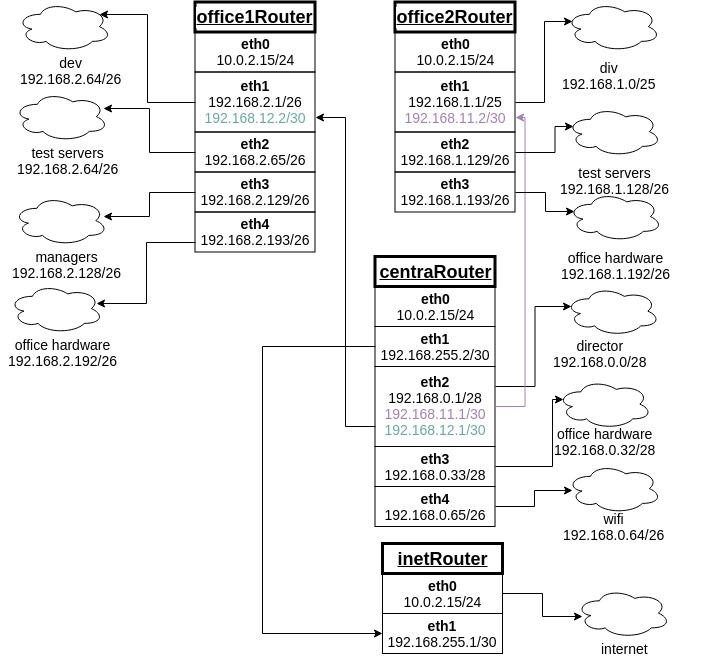 office1Router
eth0
10.0.2.15/24
eth1
192.168.2.1/26
192.168.12.2/30
eth2
192.168.2.65/26
eth3
192.168.2.129/26
eth4
192.168.2.193/26
dev
192.168.2.64/26
test servers
192.168.2.64/26
managers
192.168.2.128/26
office hardware
192.168.2.192/26
office2Router
eth0
10.0.2.15/24
eth1
192.168.1.1/25
192.168.11.2/30
eth2
192.168.1.129/26
eth3
192.168.1.193/26
div
192.168.1.0/25
test servers
192.168.1.128/26
office hardware
192.168.1.192/26
centraRouter
eth0
10.0.2.15/24
eth1
192.168.255.2/30
eth2
192.168.0.1/28
192.168.11.1/30
192.168.12.1/30
eth3
192.168.0.33/28
eth4
192.168.0.65/26
director
192.168.0.0/28
office hardware
192.168.0.32/28
wifi
192.168.0.64/26
inetRouter
eth0
10.0.2.15/24
eth1
192.168.255.1/30
internet